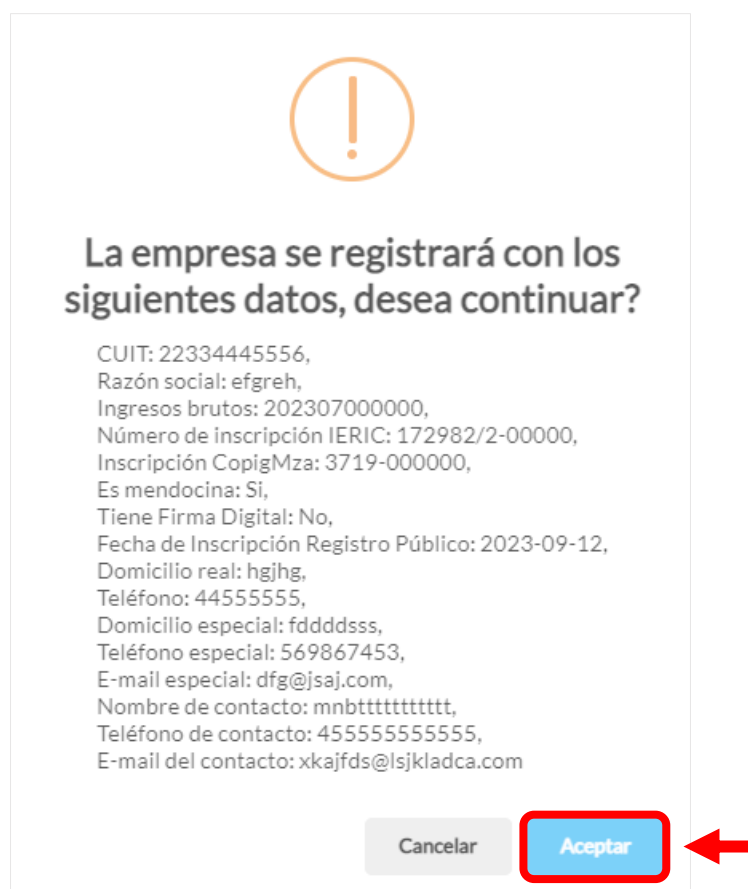 La empresa se registrará con los
siguientes datos, desea continuar?
CUIT: 22334445556,
Razón social: efgreh,
Ingresos brutos: 202307000000,
Número de inscripción IERIC: 172982/2-00000,
Inscripción CopigMza: 3719-000000,
Es mendocina: Si,
Tiene Firma Digital: No,
Fecha de Inscripción Registro Público: 2023-09-12,
Domicilio real: hgjhg,
Teléfono: 44555555,
Domicilio especial: fddddsss,
Teléfono especial: 569867453,
E-mail especial: dfg@jsaj.com,
Nombre de contacto: mnbttttttttttt,
Teléfono de contacto: 455555555555,
E-mail del contacto: xkajfds@lsjkladca.com
Cancelar
Aceptar